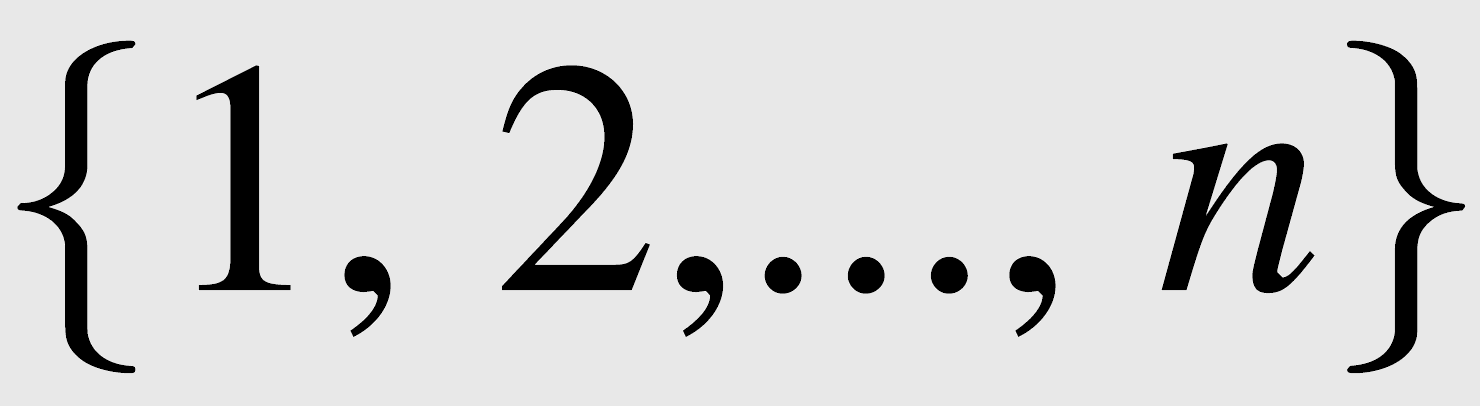 {1, 2,..., n}